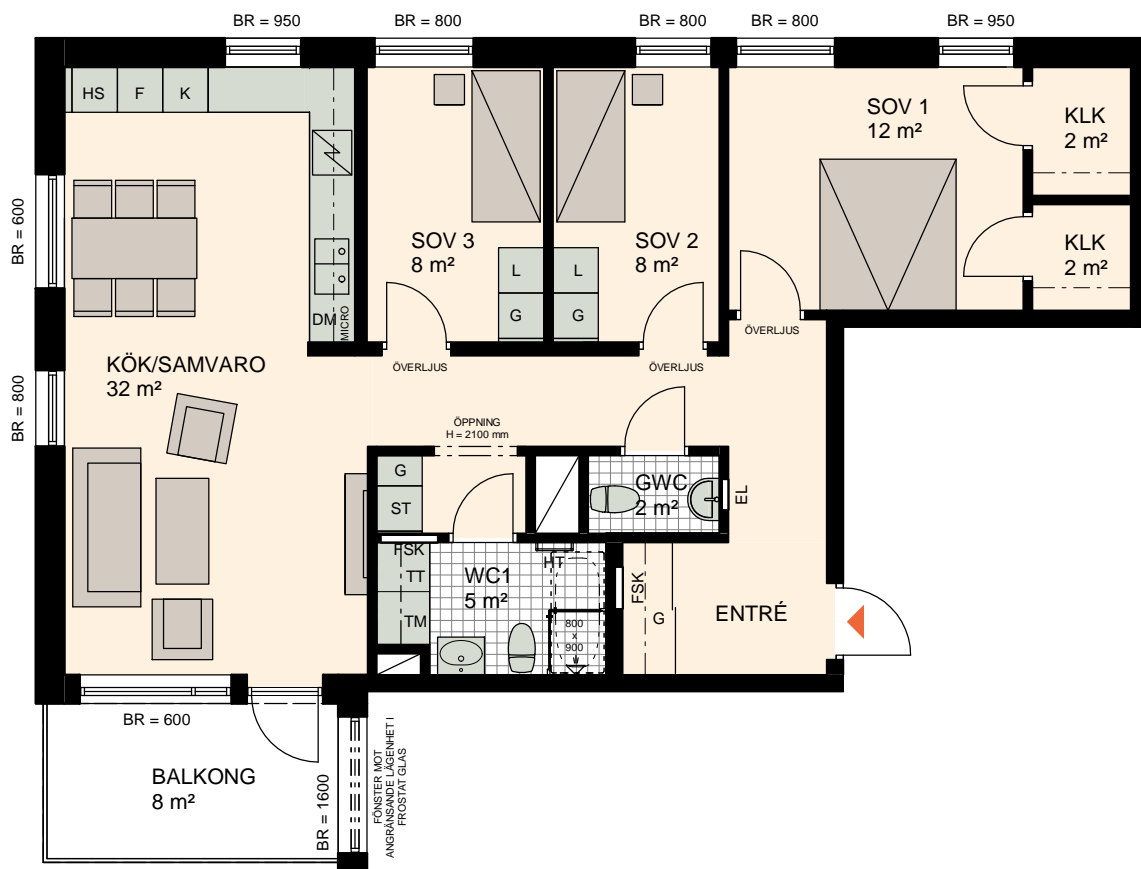 BR = 950
BR = 800
BR = 800
BR = 800
BR = 950
HS
F
K
SOV 1
12 m²
KLK
2 m²
BR = 600
SOV 3
8 m²
SOV 2
8 m²
KLK
2 m²
L
L
G
G
DM
MICRO
ÖVERLJUS
KÖK/SAMVARO
32 m²
ÖVERLJUS
ÖVERLJUS
BR = 800
ÖPPNING
H = 2100 mm
G
ST
GWC
2 m²
EL
FSK
HT
TT
WC1
5 m²
FSK
TM
800
x
900
G
ENTRÉ
BR = 600
BALKONG
8 m²
BR = 1600
FÖNSTER MOT
ANGRÄNSANDE LÄGENHET I
FROSTAT GLAS